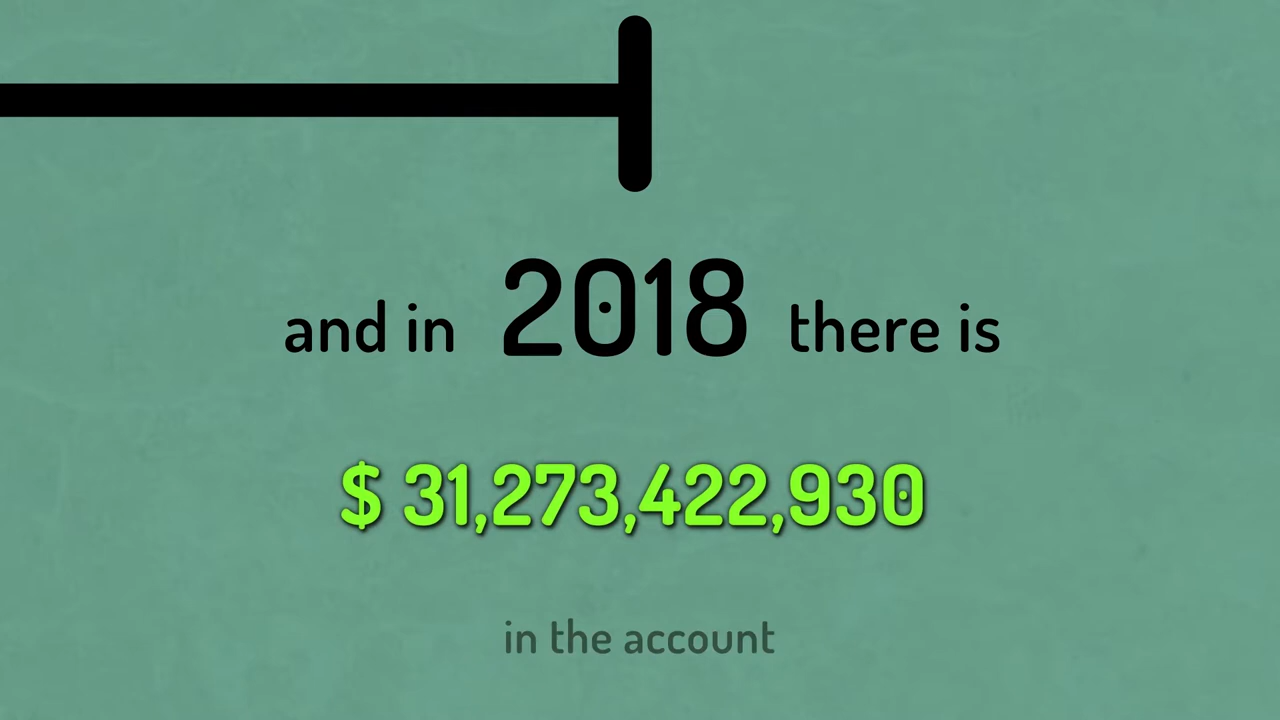 and in 2018 there is
$ 31,273,422,930
in the account